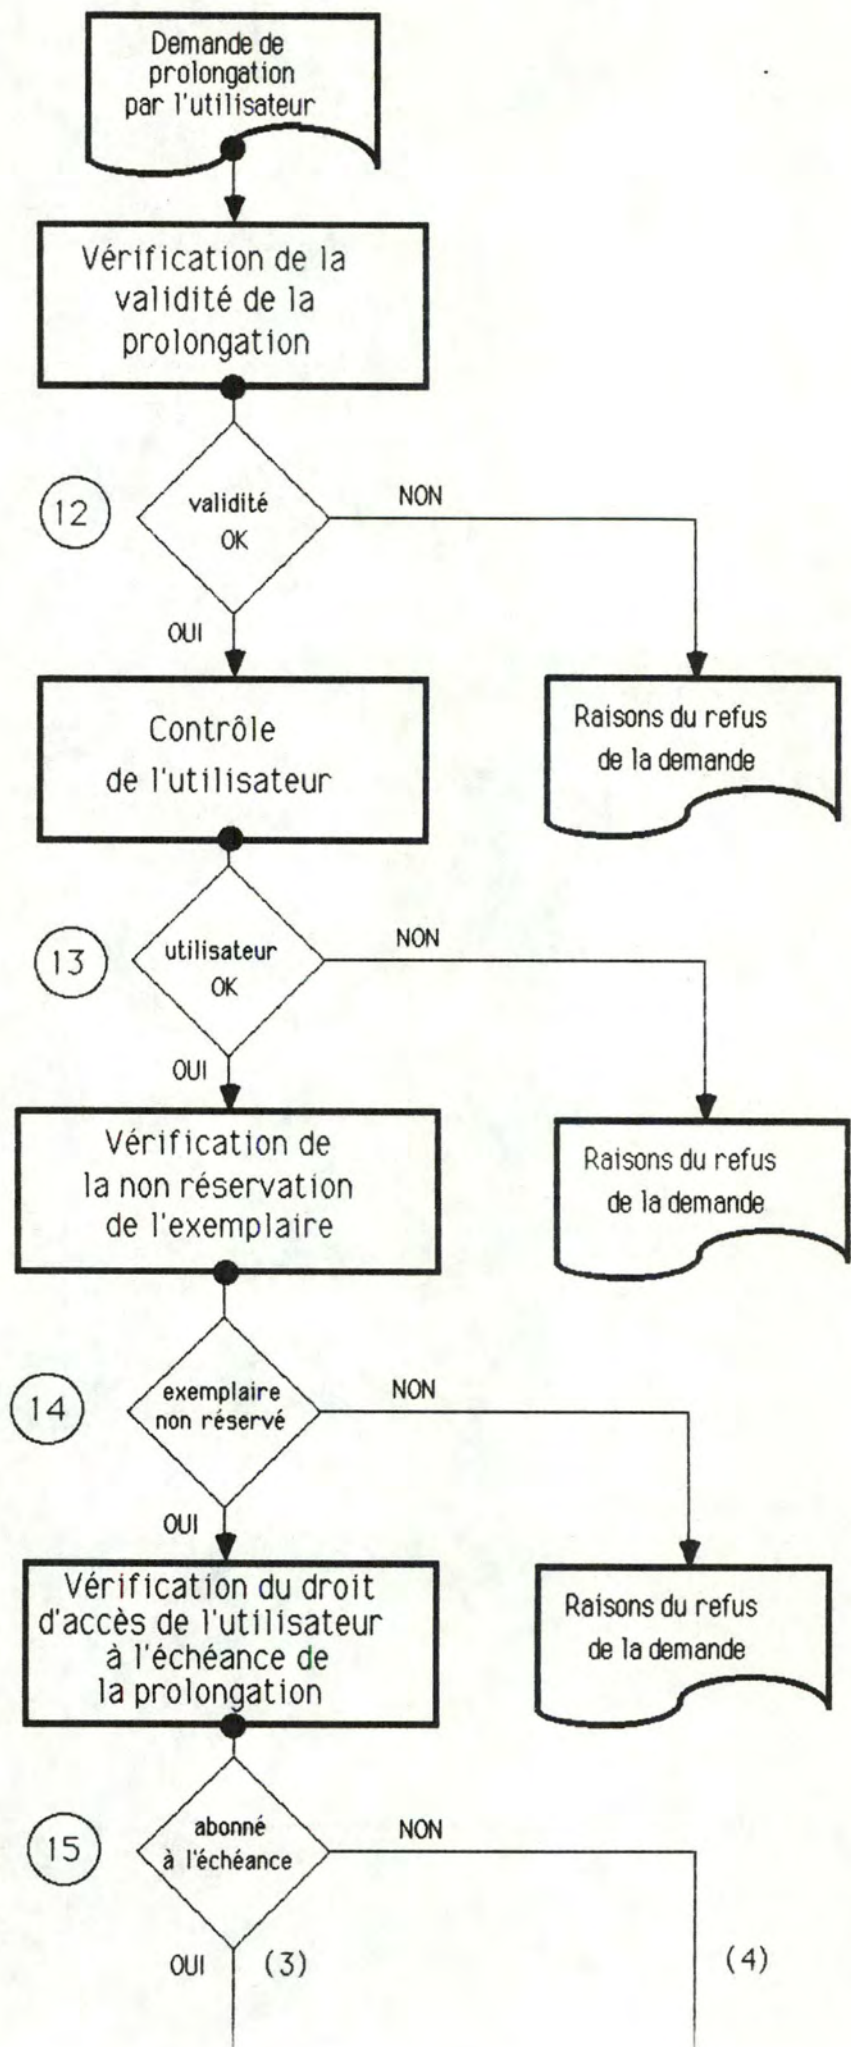 Demande de
prolongation
par l'utilisateur
Vérification de la
validité de la
prolongation
12
validité
OK
NON
OUI
Contrôle
de l'utilisateur
Raisons du refus
de la demande
13
utilisateur
OK
NON
OUI
Vérification de
la non réservation
de l'exemplaire
Raisons du refus
de la demande
14
exemplaire
non réservé
NON
OUI
Vérification du droit
d'accès de l'utilisateur
à l'échéance de
la prolongation
Raisons du refus
de la demande
15
abonné
à l'échéance
NON
OUI (3)
(4)